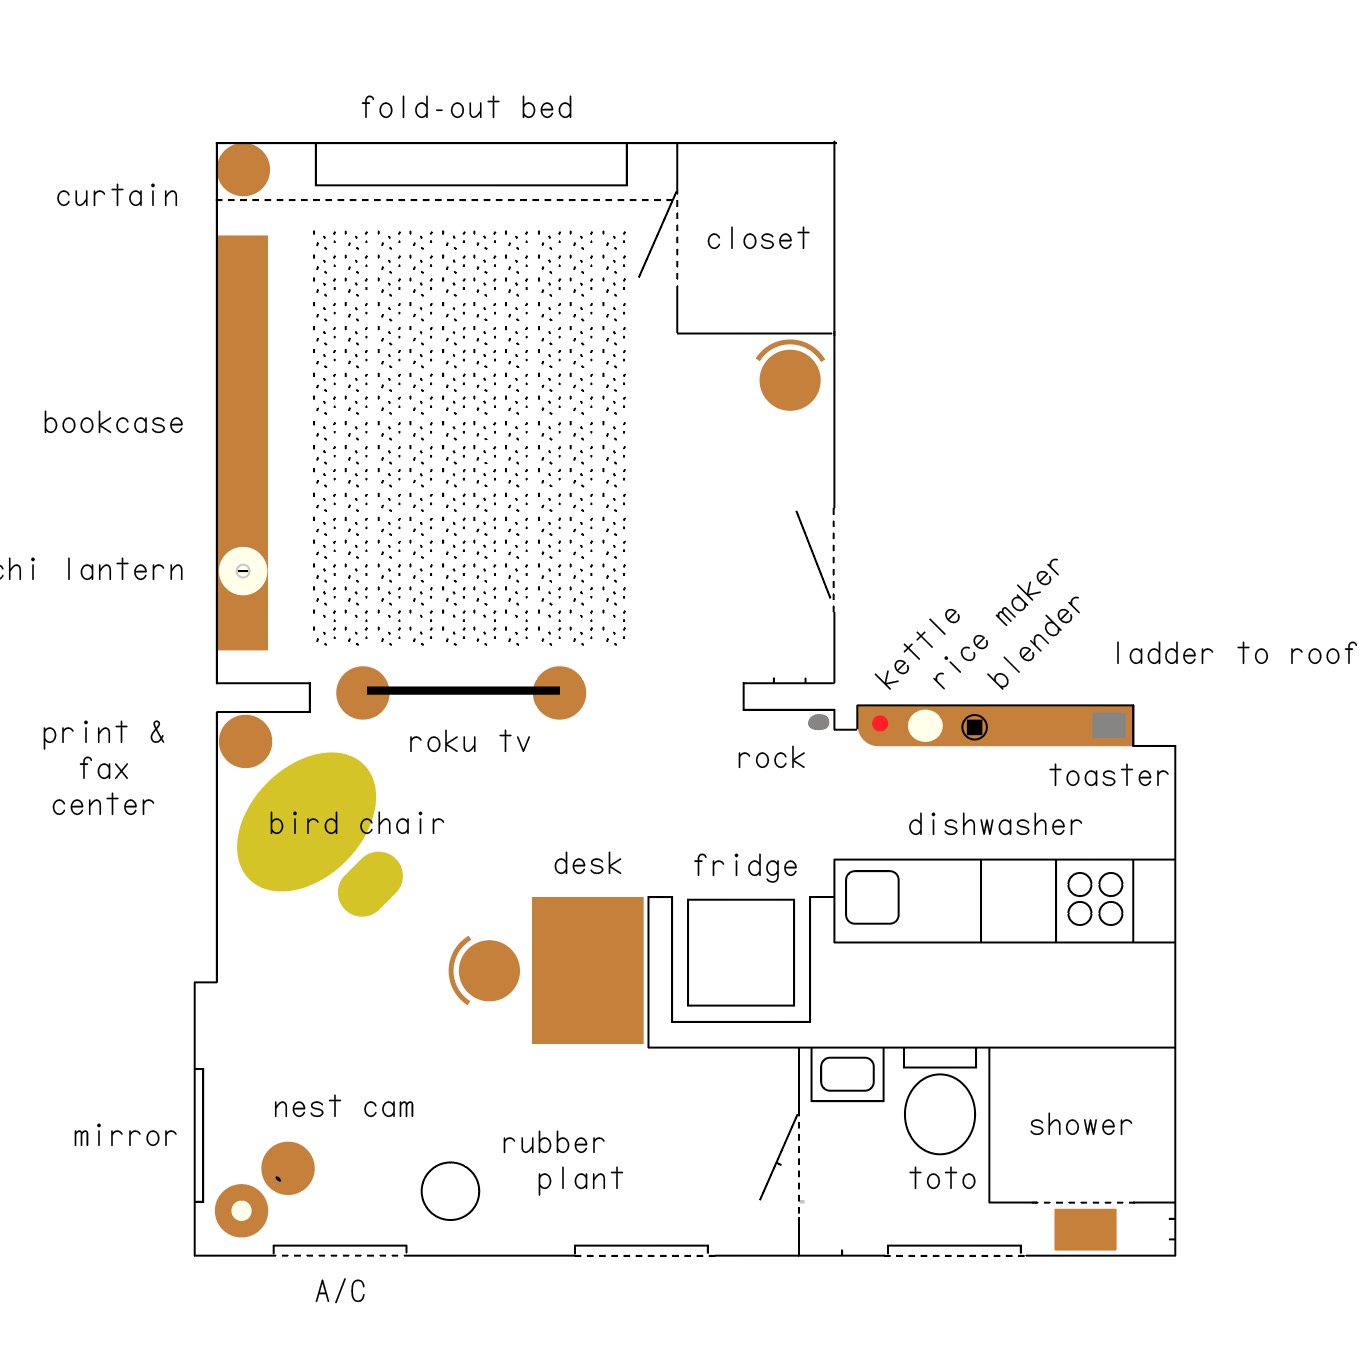 fold-out bed
curtain
closet
bookcase
chi lantern
kettle
rice maker
blender
ladder to roof
print &
fax
center
roku tv
rock
toaster
bird chair
dishwasher
desk
fridge
nest cam
mirror
rubber
plant
shower
toto
A/C